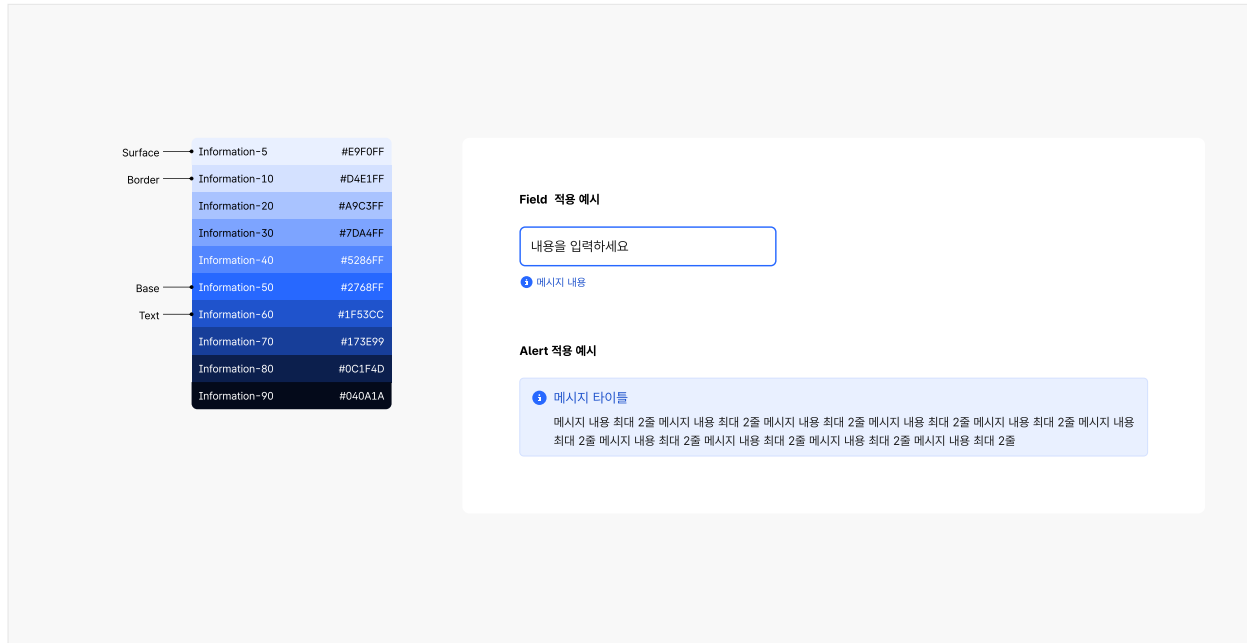 Surface Information-5 #E9F0FF
Border Information-10 #D4E1FF
Information-20 #A9C3FF
Information-30 #7DA4FF
Information-40 #5286FF
Base Information-50 #2768FF
Text Information-60 #1F53CC
Information-70 #173E99
Information-80 #0C1F4D
Information-90 #040A1A
Field 적용 예시
내용을 입력하세요
메시지 내용
Alert 적용 예시
메시지 타이틀
메시지 내용 최대 2줄 메시지 내용 최대 2줄 메시지 내용 최대 2줄 메시지 내용 최대 2줄 메시지 내용 최대 2줄 메시지 내용
최대 2줄 메시지 내용 최대 2줄 메시지 내용 최대 2줄 메시지 내용 최대 2줄 메시지 내용 최대 2줄